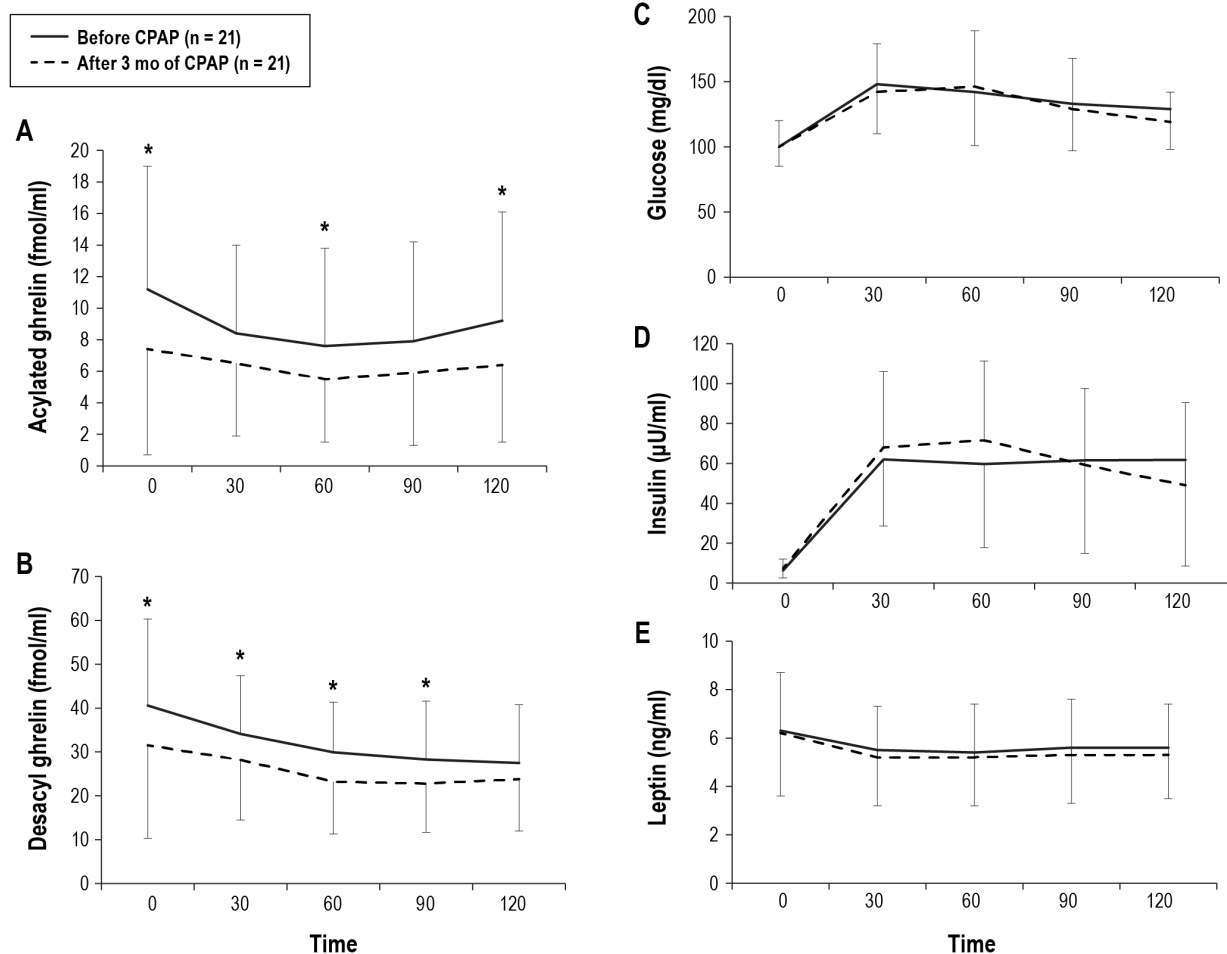 Before CPAP (n = 21)
After 3 mo of CPAP (n = 21)
A
Acylated ghrelin (fmol/ml)
20
18
16
14
12
10
8
6
4
2
0
* * *
0 30 60 90 120
B
Desacyl ghrelin (fmol/ml)
70
60
50
40
30
20
10
0
* * * *
0 30 60 90 120
Time
C
Glucose (mg/dl)
200
150
100
50
0
0 30 60 90 120
D
Insulin (µU/ml)
120
100
80
60
40
20
0
0 30 60 90 120
E
Leptin (ng/ml)
10
8
6
4
2
0
0 30 60 90 120
Time